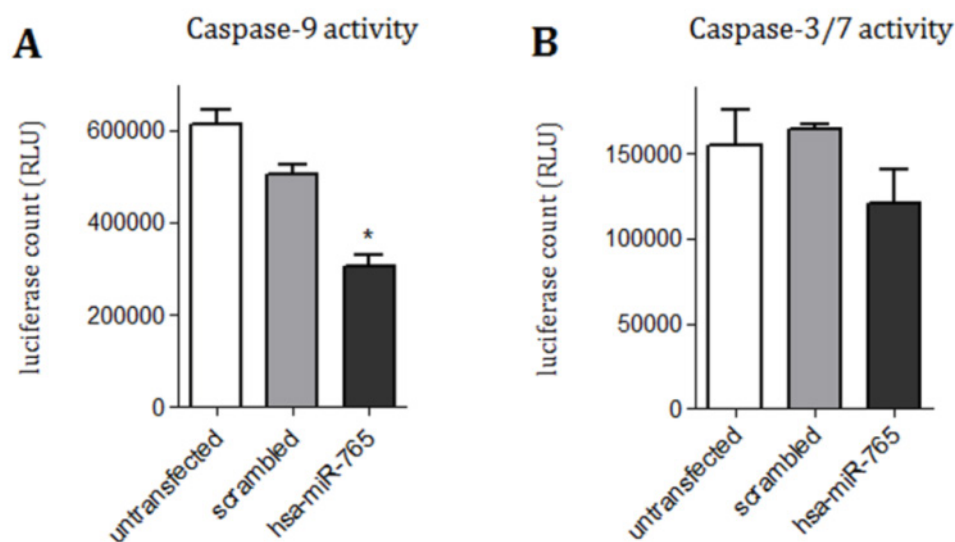 A
Caspase-9 activity
luciferase count (RLU)
600000
400000
200000
0
*
untransfected
scrambled
hsa-miR-765
B
Caspase-3/7 activity
luciferase count (RLU)
150000
100000
50000
0
untransfected
scrambled
hsa-miR-765